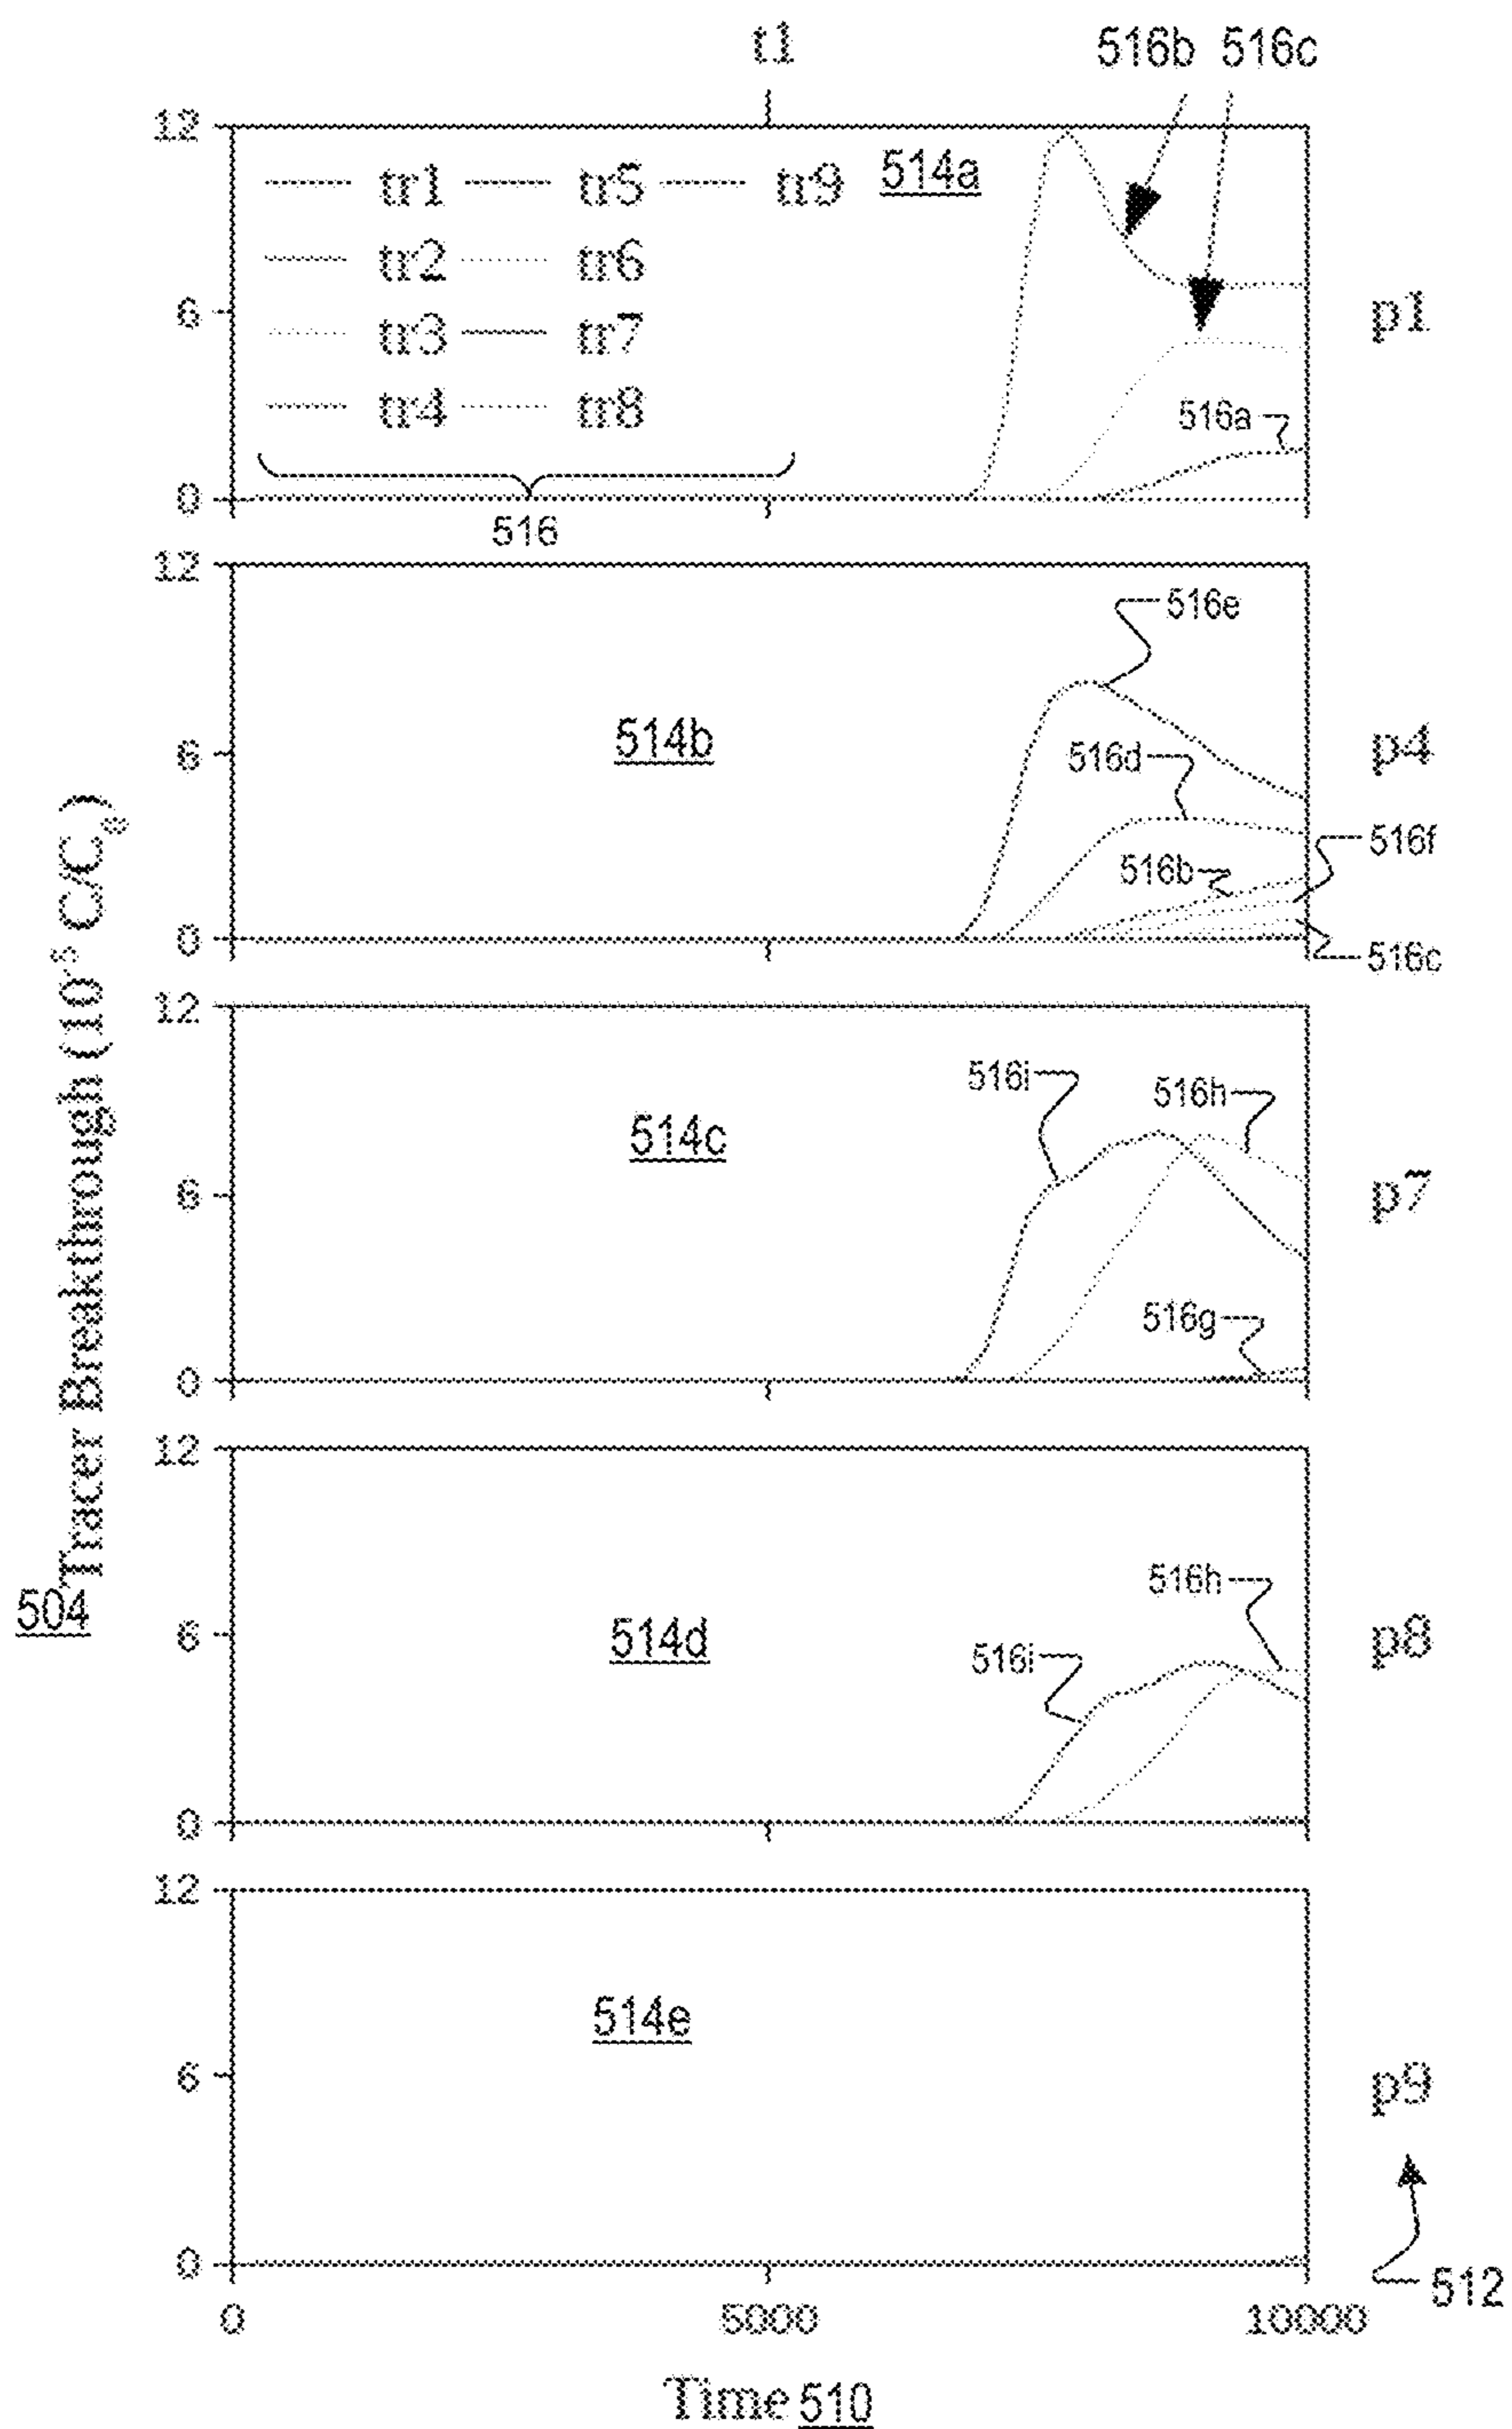 t1
516b 516c
12
tr1 tr5 tr9 514a
tr2 tr6
6
p1
tr3 tr7
tr4 tr8
516a
0
516
12
516e
514b
516d
6
p4
516f
516b
0
516c
12
516i
516h
514c
6
p7
516g
0
12
516h
514d
6
516i
p8
0
12
514e
6
p9
0
512
0 5000 10000
Time 510
Tracer Breakthrough (10⁻⁵ C/C₀)
504